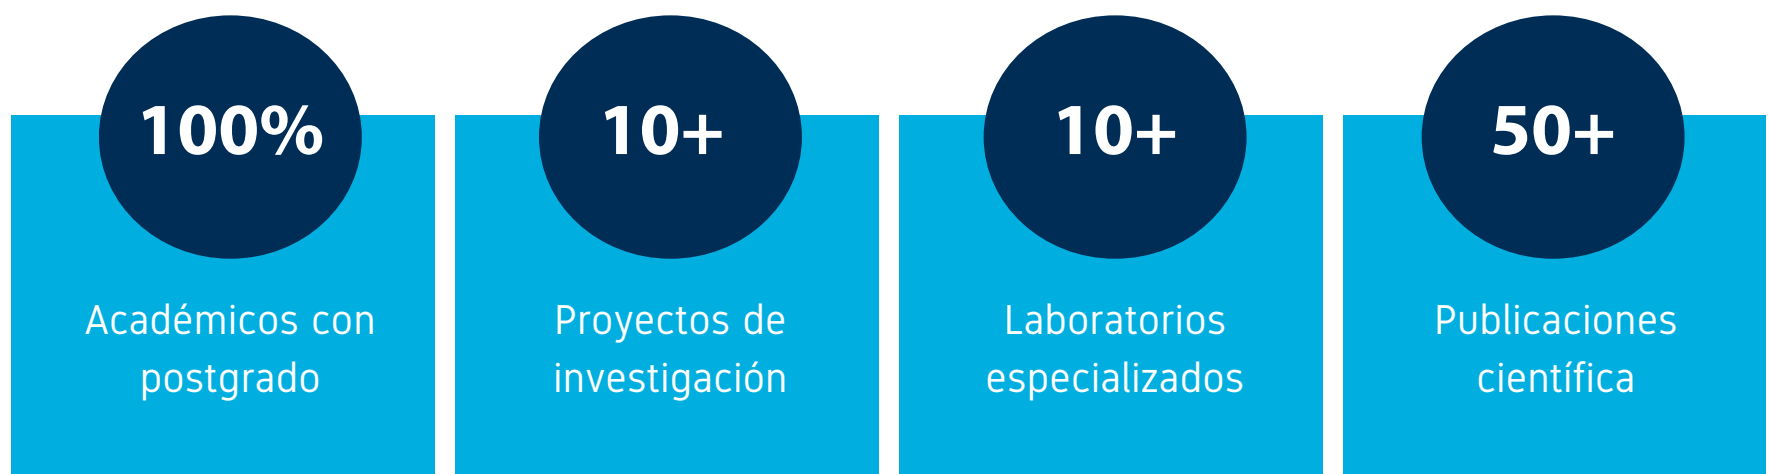 100%
Académicos con
postgrado
10+
Proyectos de
investigación
10+
Laboratorios
especializados
50+
Publicaciones
científica